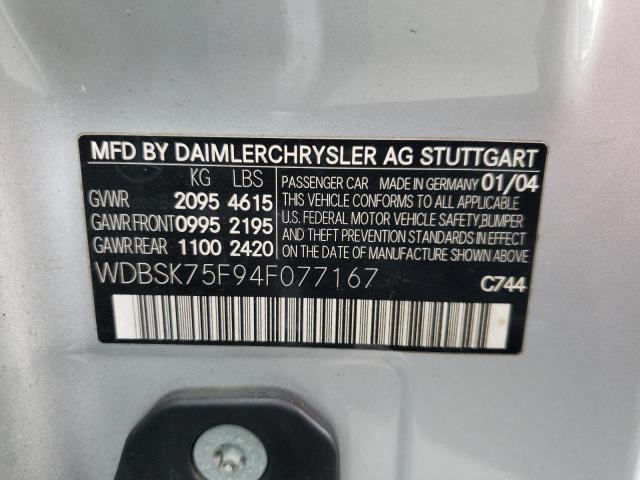 MFD BY DAIMLERCHRYSLER AG STUTTGART
KG LBS
GVWR 2095 4615
GAWR FRONT 0995 2195
GAWR REAR 1100 2420
PASSENGER CAR MADE IN GERMANY 01/04
THIS VEHICLE CONFORMS TO ALL APPLICABLE
U.S. FEDERAL MOTOR VEHICLE SAFETY, BUMPER
AND THEFT PREVENTION STANDARDS IN EFFECT
ON THE DATE OF MANUFACTURE SHOWN ABOVE
WDBSK75F94F077167
C744